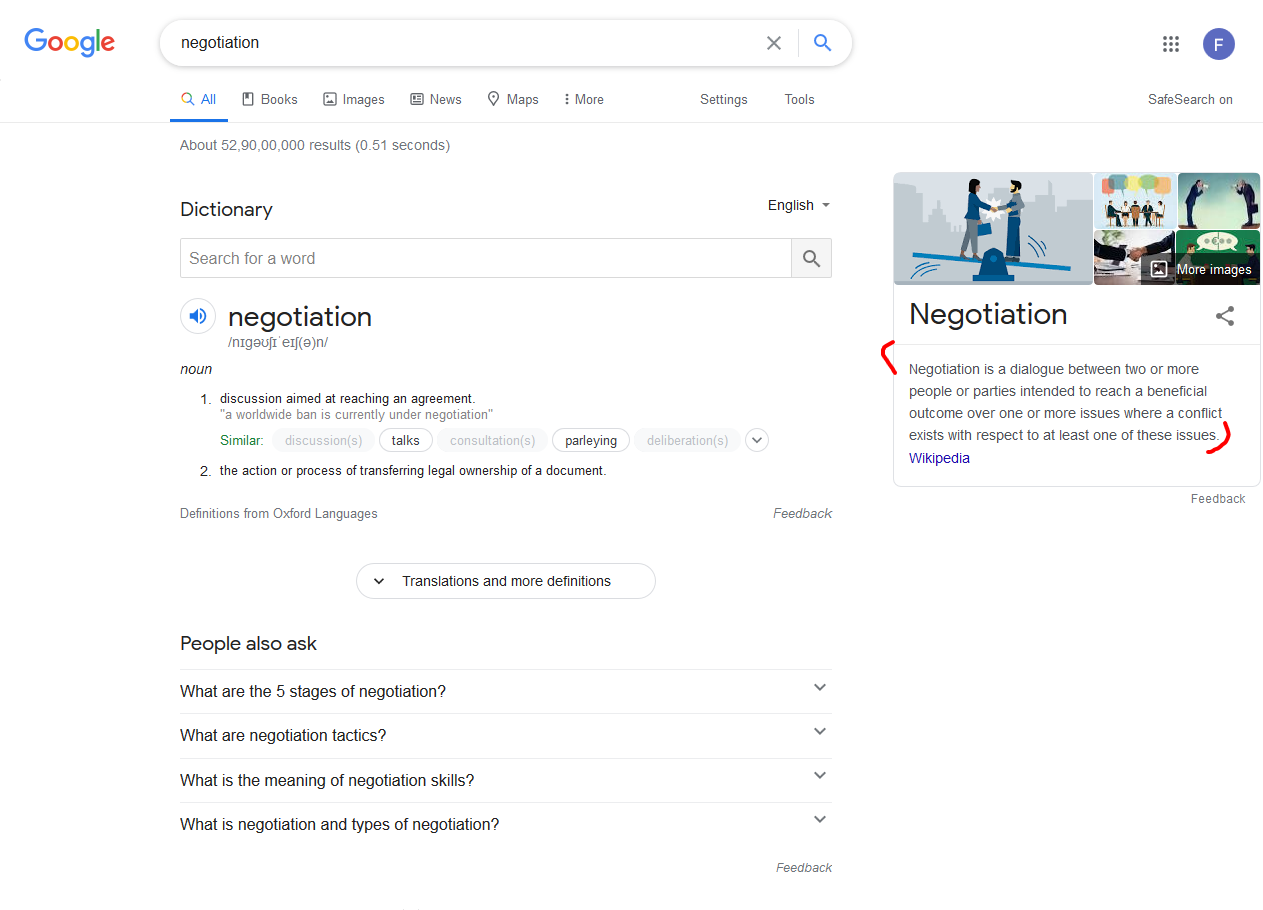 Google
negotiation
F
All Books Images News Maps More Settings Tools SafeSearch on
About 52,90,00,000 results (0.51 seconds)
Dictionary
English
Search for a word
negotiation
/nɪɡəʊʃɪˈeɪʃ(ə)n/
noun
1. discussion aimed at reaching an agreement.
"a worldwide ban is currently under negotiation"
Similar: discussion(s) talks consultation(s) parleying deliberation(s)
2. the action or process of transferring legal ownership of a document.
Definitions from Oxford Languages Feedback
Translations and more definitions
People also ask
What are the 5 stages of negotiation?
What are negotiation tactics?
What is the meaning of negotiation skills?
What is negotiation and types of negotiation?
Feedback
More images
Negotiation
Negotiation is a dialogue between two or more
people or parties intended to reach a beneficial
outcome over one or more issues where a conflict
exists with respect to at least one of these issues.
Wikipedia
Feedback